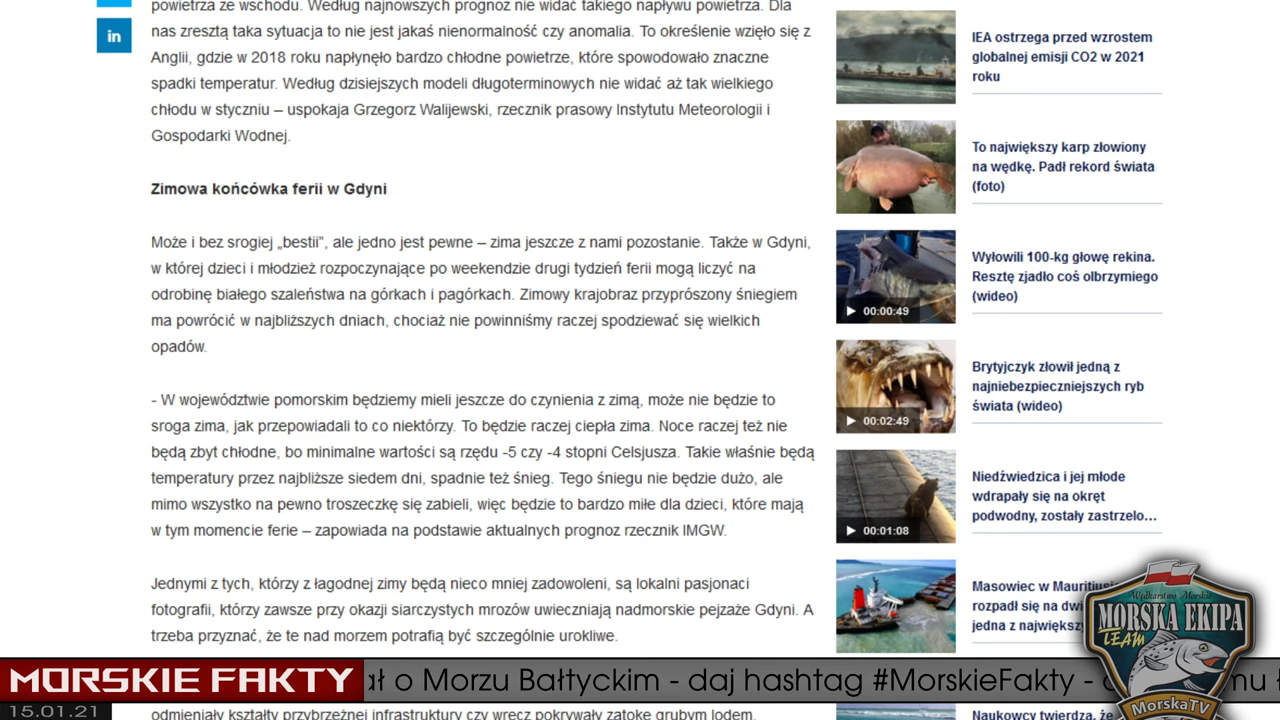 powietrza ze wschodu. Według najnowszych prognoz nie widać takiego napływu powietrza. Dla
nas zresztą taka sytuacja to nie jest jakaś nienormalność czy anomalia. To określenie wzięło się z
Anglii, gdzie w 2018 roku napłynęło bardzo chłodne powietrze, które spowodowało znaczne
spadki temperatur. Według dzisiejszych modeli długoterminowych nie widać aż tak wielkiego
chłodu w styczniu – uspokaja Grzegorz Walijewski, rzecznik prasowy Instytutu Meteorologii i
Gospodarki Wodnej.
Zimowa końcówka ferii w Gdyni
Może i bez srogiej „bestii”, ale jedno jest pewne – zima jeszcze z nami pozostanie. Także w Gdyni,
w której dzieci i młodzież rozpoczynające po weekendzie drugi tydzień ferii mogą liczyć na
odrobinę białego szaleństwa na górkach i pagórkach. Zimowy krajobraz przyprószony śniegiem
ma powrócić w najbliższych dniach, chociaż nie powinniśmy raczej spodziewać się wielkich
opadów.
- W województwie pomorskim będziemy mieli jeszcze do czynienia z zimą, może nie będzie to
sroga zima, jak przepowiadali to co niektórzy. To będzie raczej ciepła zima. Noce raczej też nie
będą zbyt chłodne, bo minimalne wartości są rzędu -5 czy -4 stopni Celsjusza. Takie właśnie będą
temperatury przez najbliższe siedem dni, spadnie też śnieg. Tego śniegu nie będzie dużo, ale
mimo wszystko na pewno troszeczkę się zabieli, więc będzie to bardzo miłe dla dzieci, które mają
w tym momencie ferie – zapowiada na podstawie aktualnych prognoz rzecznik IMGW.
Jednymi z tych, którzy z łagodnej zimy będą nieco mniej zadowoleni, są lokalni pasjonaci
fotografii, którzy zawsze przy okazji siarczystych mrozów uwieczniają nadmorskie pejzaże Gdyni. A
trzeba przyznać, że te nad morzem potrafią być szczególnie urokliwe.
odmieniały kształty przybrzeżnej infrastruktury czy wręcz pokrywały zatokę grubym lodem.
in
IEA ostrzega przed wzrostem
globalnej emisji CO2 w 2021
roku
To największy karp złowiony
na wędkę. Padł rekord świata
(foto)
Wyłowili 100-kg głowę rekina.
Resztę zjadło coś olbrzymiego
(wideo)
00:00:49
Brytyjczyk złowił jedną z
najniebezpieczniejszych ryb
świata (wideo)
00:02:49
Niedźwiedzica i jej młode
wdrapały się na okręt
podwodny, zostały zastrzelo...
00:01:08
Masowiec w Mauritiusie
rozpadł się na
jedna z
Naukowcy twierdzą, że
MORSKIE FAKTY
ał o Morzu Bałtyckim - daj hashtag #MorskieFakty -
15.01.21
Wędkarstwo Morskie
MORSKA EKIPA
TEAM
MorskaTV